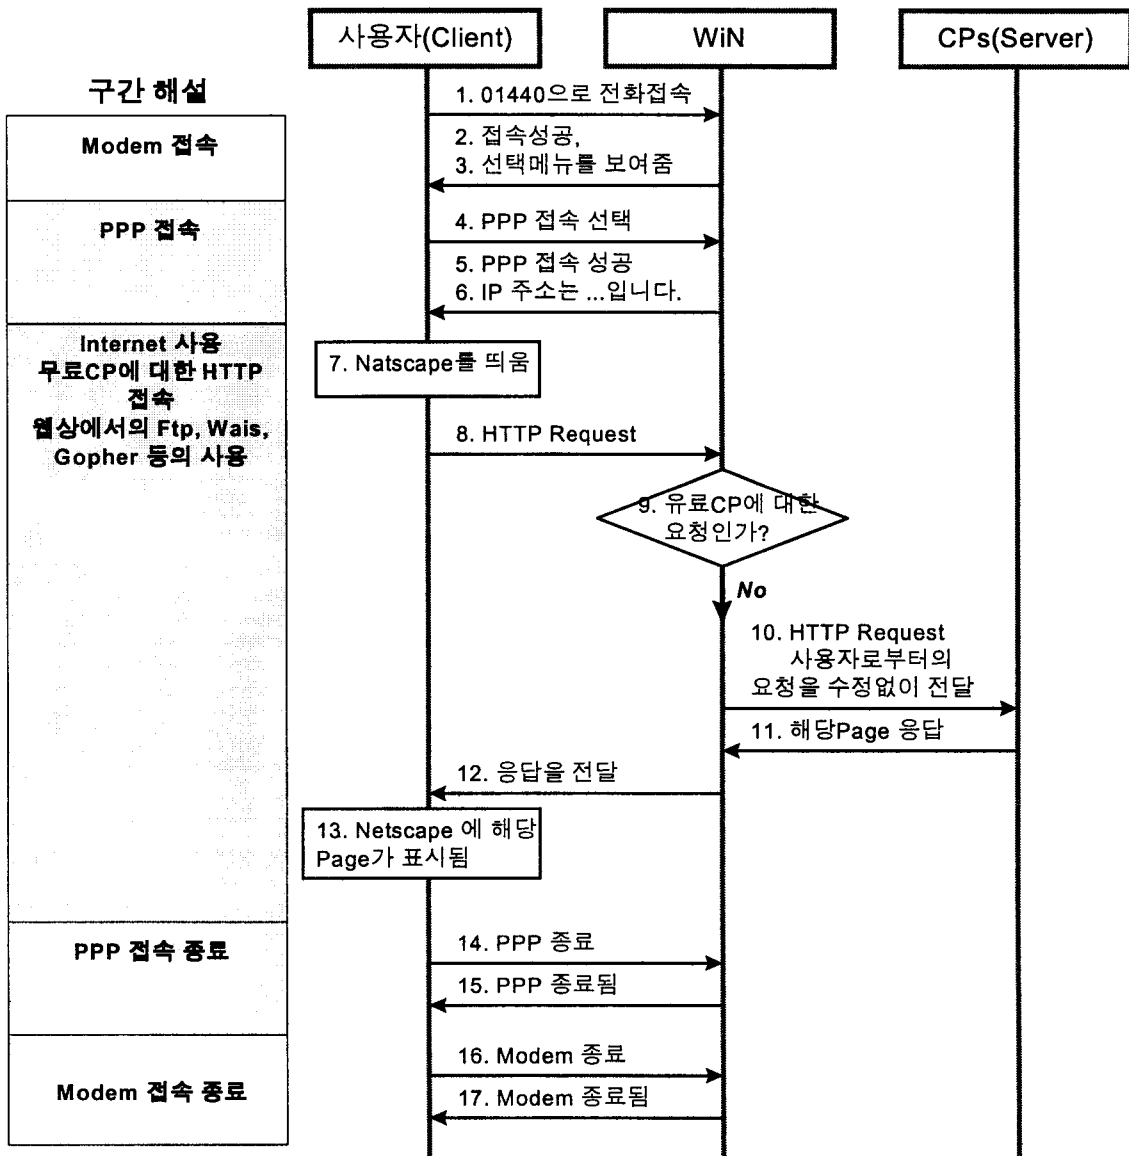 사용자(Client)
WiN
CPs(Server)
구간 해설
Modem 접속
PPP 접속
Internet 사용
무료CP에 대한 HTTP
접속
웹상에서의 Ftp, Wais,
Gopher 등의 사용
PPP 접속 종료
Modem 접속 종료
1. 01440으로 전화접속
2. 접속성공,
3. 선택메뉴를 보여줌
4. PPP 접속 선택
5. PPP 접속 성공
6. IP 주소는 ...입니다.
7. Natscape를 띄움
8. HTTP Request
9. 유료CP에 대한
요청인가?
No
10. HTTP Request
사용자로부터의
요청을 수정없이 전달
11. 해당Page 응답
12. 응답을 전달
13. Netscape 에 해당
Page가 표시됨
14. PPP 종료
15. PPP 종료됨
16. Modem 종료
17. Modem 종료됨